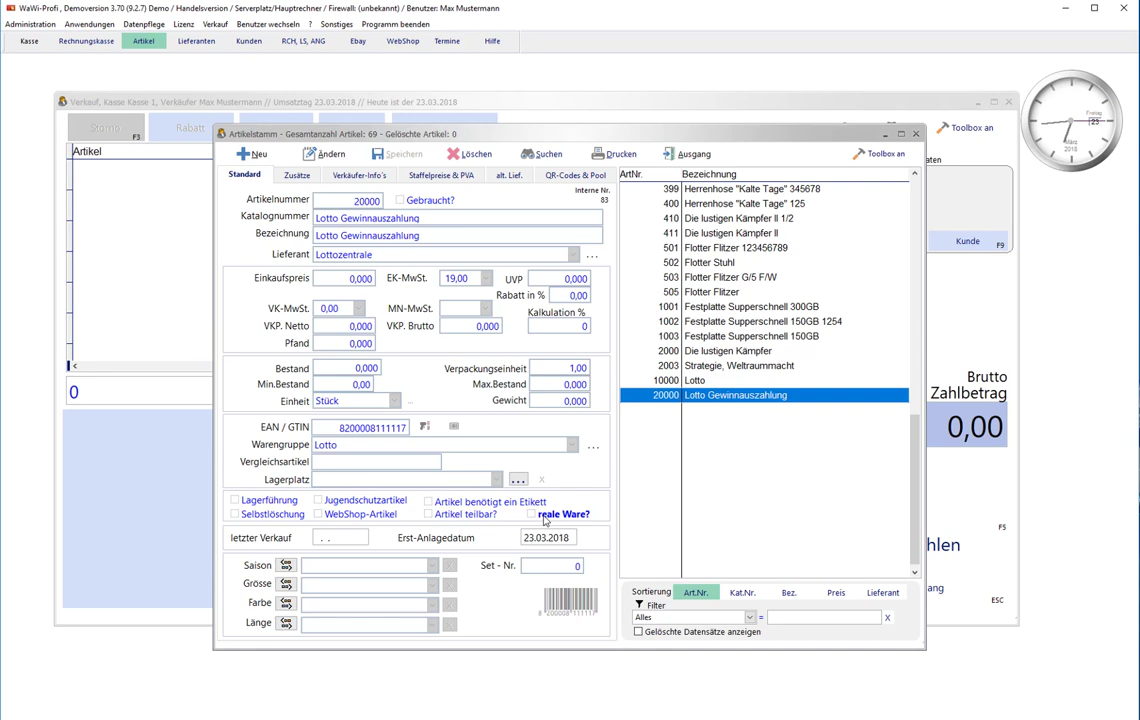 WaWi-Profi , Demoversion 3.70 (9.2.7) Demo / Handelsversion / Serverplatz/Hauptrechner / Firewall: (unbekannt) / Benutzer: Max Mustermann
Administration Anwendungen Datenpflege Lizenz Verkauf Benutzer wechseln ? Sonstiges Programm beenden
Kasse Rechnungskasse Artikel Lieferanten Kunden RCH, LS, ANG Ebay WebShop Termine Hilfe
Verkauf, Kasse Kasse 1, Verkäufer Max Mustermann // Umsatztag 23.03.2018 // Heute ist der 23.03.2018
Storno F3 Rabatt
Toolbox an
Freitag
23
März
2018
Artikel
aten
Kunde F9
0
Brutto
Zahlbetrag
0,00
F5
hlen
ang
ESC
Artikelstamm - Gesamtanzahl Artikel: 69 - Gelöschte Artikel: 0
Neu Ändern Speichern Löschen Suchen Drucken Ausgang Toolbox an
Standard Zusätze Verkäufer-Info´s Staffelpreise & PVA alt. Lief. QR-Codes & Pool
Interne Nr.
83
Artikelnummer 20000 Gebraucht?
Katalognummer Lotto Gewinnauszahlung
Bezeichnung Lotto Gewinnauszahlung
Lieferant Lottozentrale ...
Einkaufspreis 0,000 EK-MwSt. 19,00 UVP 0,000
Rabatt in % 0,00
VK-MwSt. 0,00 MN-MwSt. Kalkulation %
VKP. Netto 0,000 VKP. Brutto 0,000 0
Pfand 0,000
Bestand 0,000 Verpackungseinheit 1,00
Min.Bestand 0,00 Max.Bestand 0,000
Einheit Stück ... Gewicht 0,000
EAN / GTIN 8200008111117
Warengruppe Lotto ...
Vergleichsartikel
Lagerplatz ... X
Lagerführung Jugendschutzartikel Artikel benötigt ein Etikett
Selbstlöschung WebShop-Artikel Artikel teilbar? reale Ware?
letzter Verkauf . . Erst-Anlagedatum 23.03.2018
Saison Set - Nr. 0
Grösse
Farbe
Länge
8 200008 111117
ArtNr. Bezeichnung
399 Herrenhose "Kalte Tage" 345678
400 Herrenhose "Kalte Tage" 125
410 Die lustigen Kämpfer II 1/2
411 Die lustigen Kämpfer II
501 Flotter Flitzer 123456789
502 Flotter Stuhl
503 Flotter Flitzer G/5 F/W
505 Flotter Flitzer
1001 Festplatte Supperschnell 300GB
1002 Festplatte Supperschnell 150GB 1254
1003 Festplatte Supperschnell 150GB
2000 Die lustigen Kämpfer
2003 Strategie, Weltraummacht
10000 Lotto
20000 Lotto Gewinnauszahlung
Sortierung Art.Nr. Kat.Nr. Bez. Preis Lieferant
Filter
Alles = X
Gelöschte Datensätze anzeigen